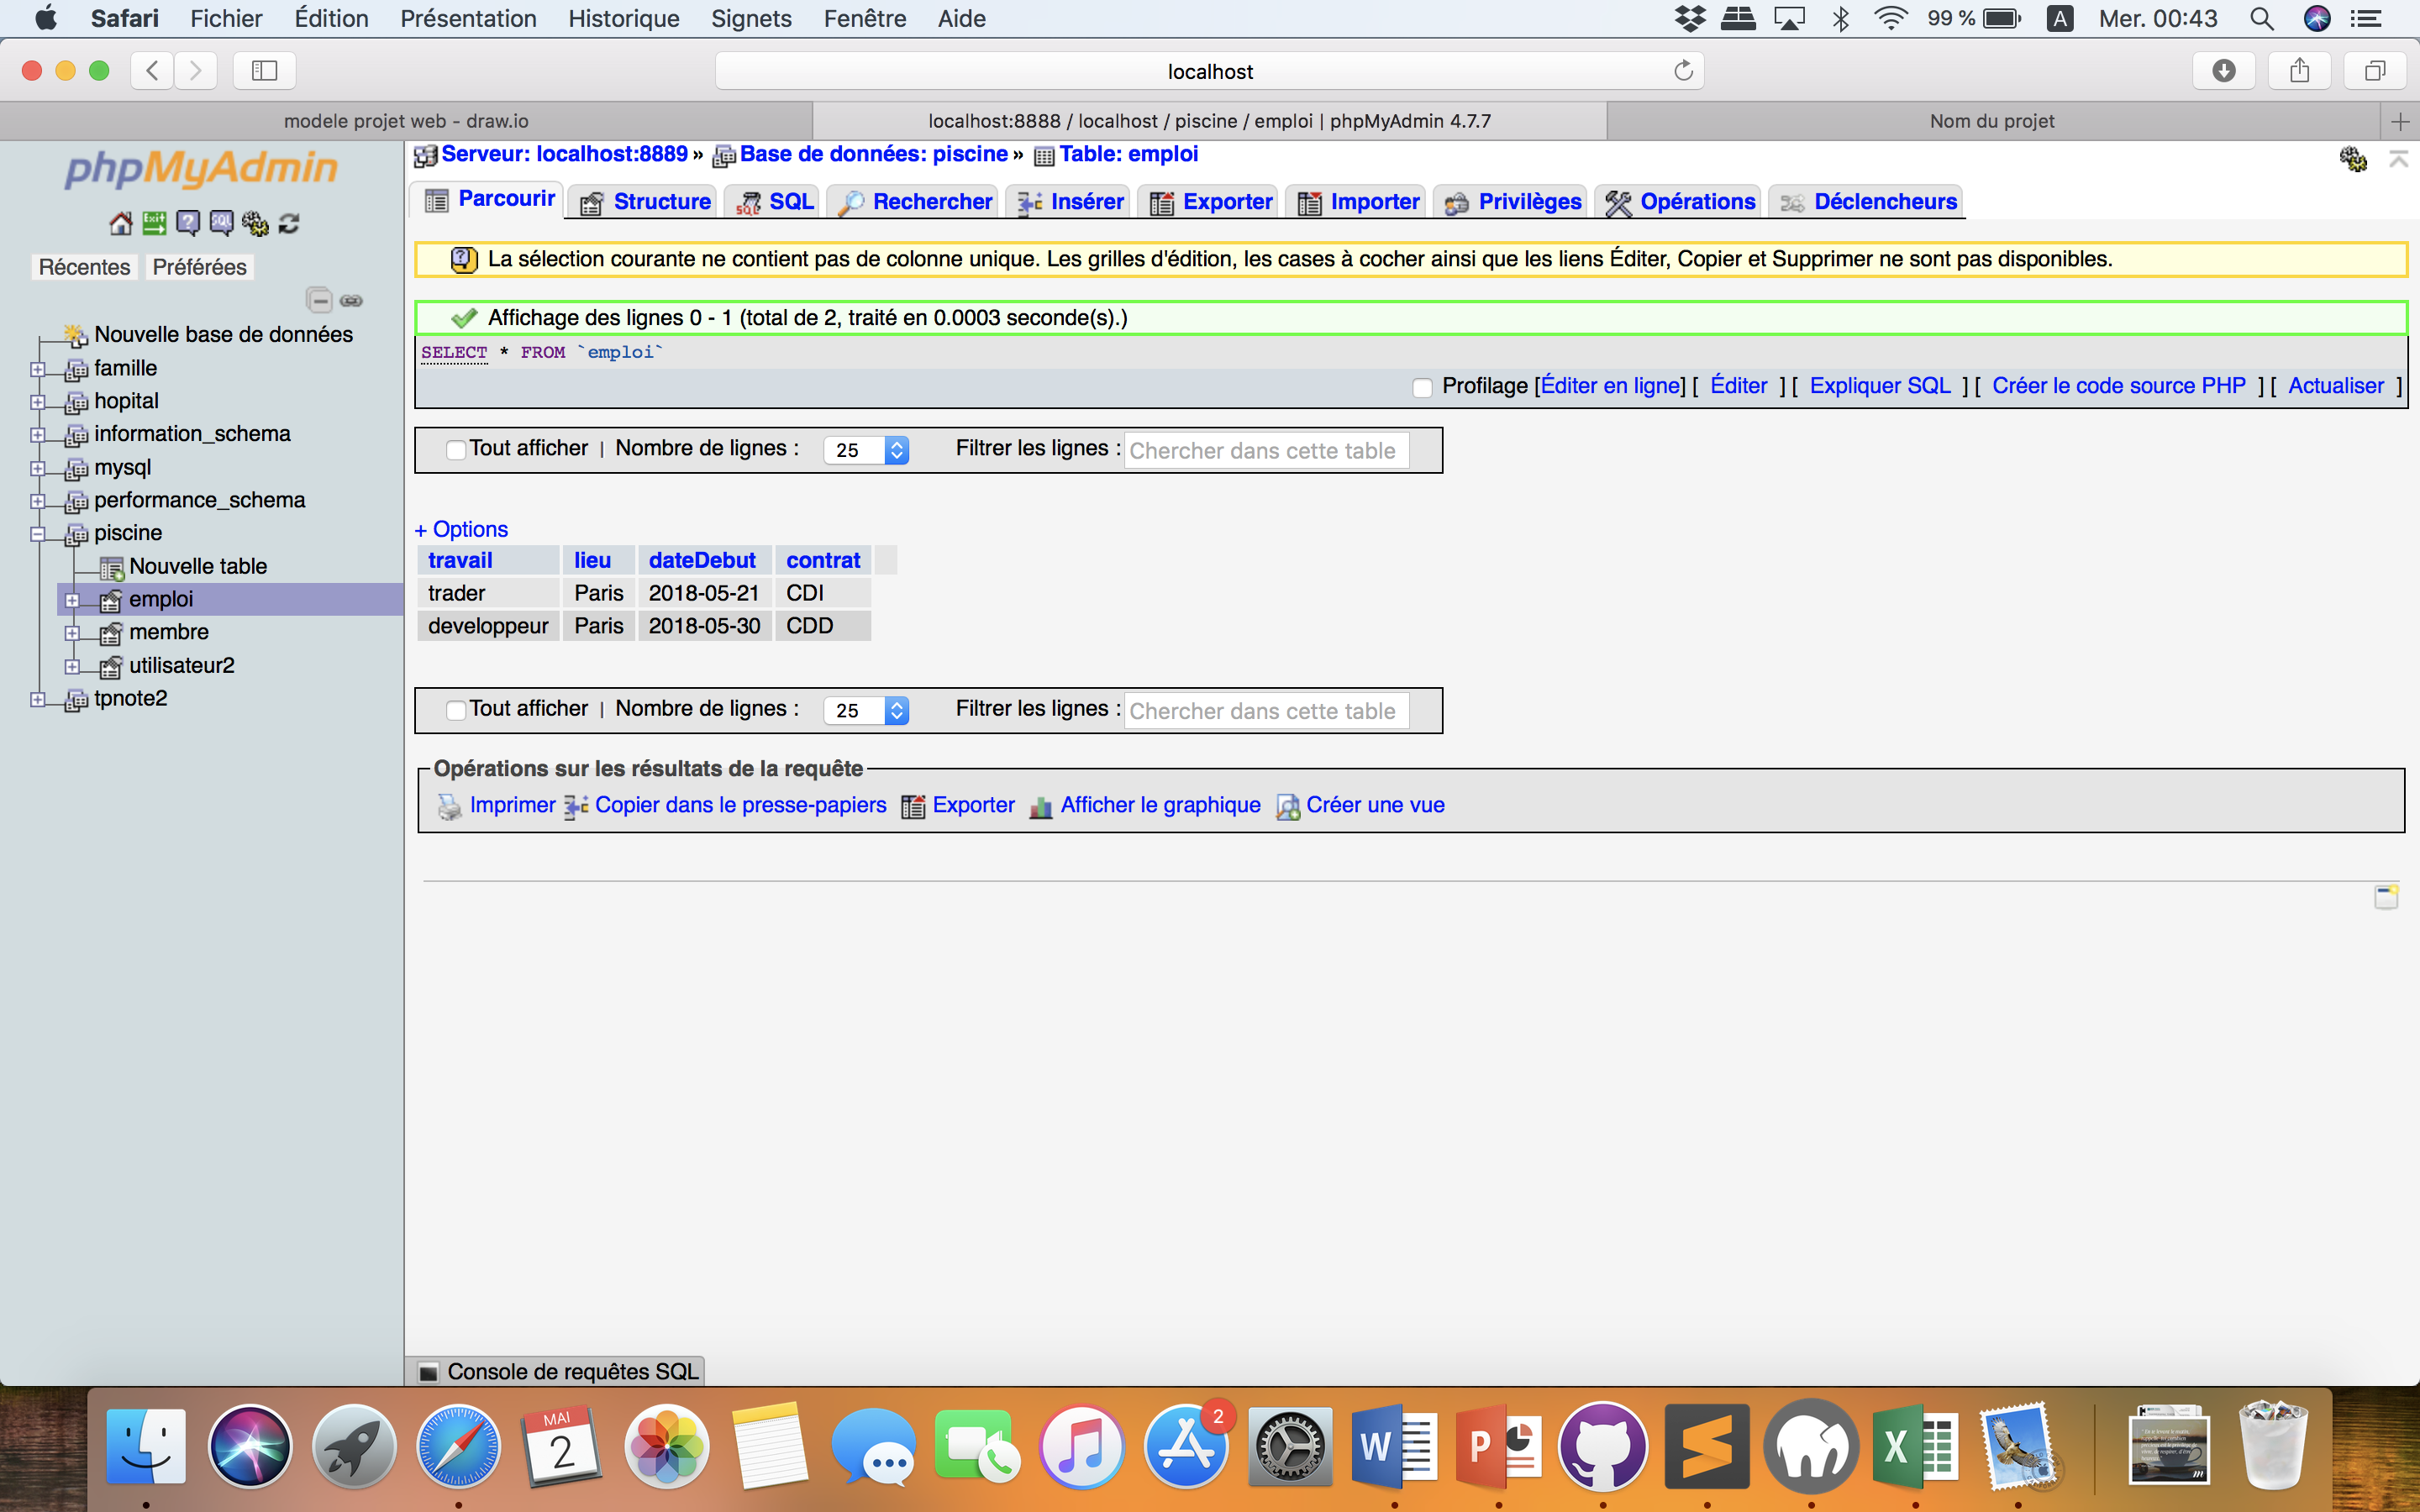 Safari Fichier Édition Présentation Historique Signets Fenêtre Aide 99 % A Mer. 00:43
localhost
modele projet web - draw.io
localhost:8888 / localhost / piscine / emploi | phpMyAdmin 4.7.7
Nom du projet
phpMyAdmin
Récentes Préférées
Nouvelle base de données
famille
hopital
information_schema
mysql
performance_schema
piscine
Nouvelle table
emploi
membre
utilisateur2
tpnote2
Serveur: localhost:8889 » Base de données: piscine » Table: emploi
Parcourir Structure SQL Rechercher Insérer Exporter Importer Privilèges Opérations Déclencheurs
La sélection courante ne contient pas de colonne unique. Les grilles d'édition, les cases à cocher ainsi que les liens Éditer, Copier et Supprimer ne sont pas disponibles.
Affichage des lignes 0 - 1 (total de 2, traité en 0.0003 seconde(s).)
SELECT * FROM `emploi`
Profilage [Éditer en ligne] [ Éditer ] [ Expliquer SQL ] [ Créer le code source PHP ] [ Actualiser ]
Tout afficher | Nombre de lignes : 25 Filtrer les lignes : Chercher dans cette table
+ Options
travail lieu dateDebut contrat
trader Paris 2018-05-21 CDI
developpeur Paris 2018-05-30 CDD
Tout afficher | Nombre de lignes : 25 Filtrer les lignes : Chercher dans cette table
Opérations sur les résultats de la requête
Imprimer Copier dans le presse-papiers Exporter Afficher le graphique Créer une vue
Console de requêtes SQL
MAI
2
2
W
P
X